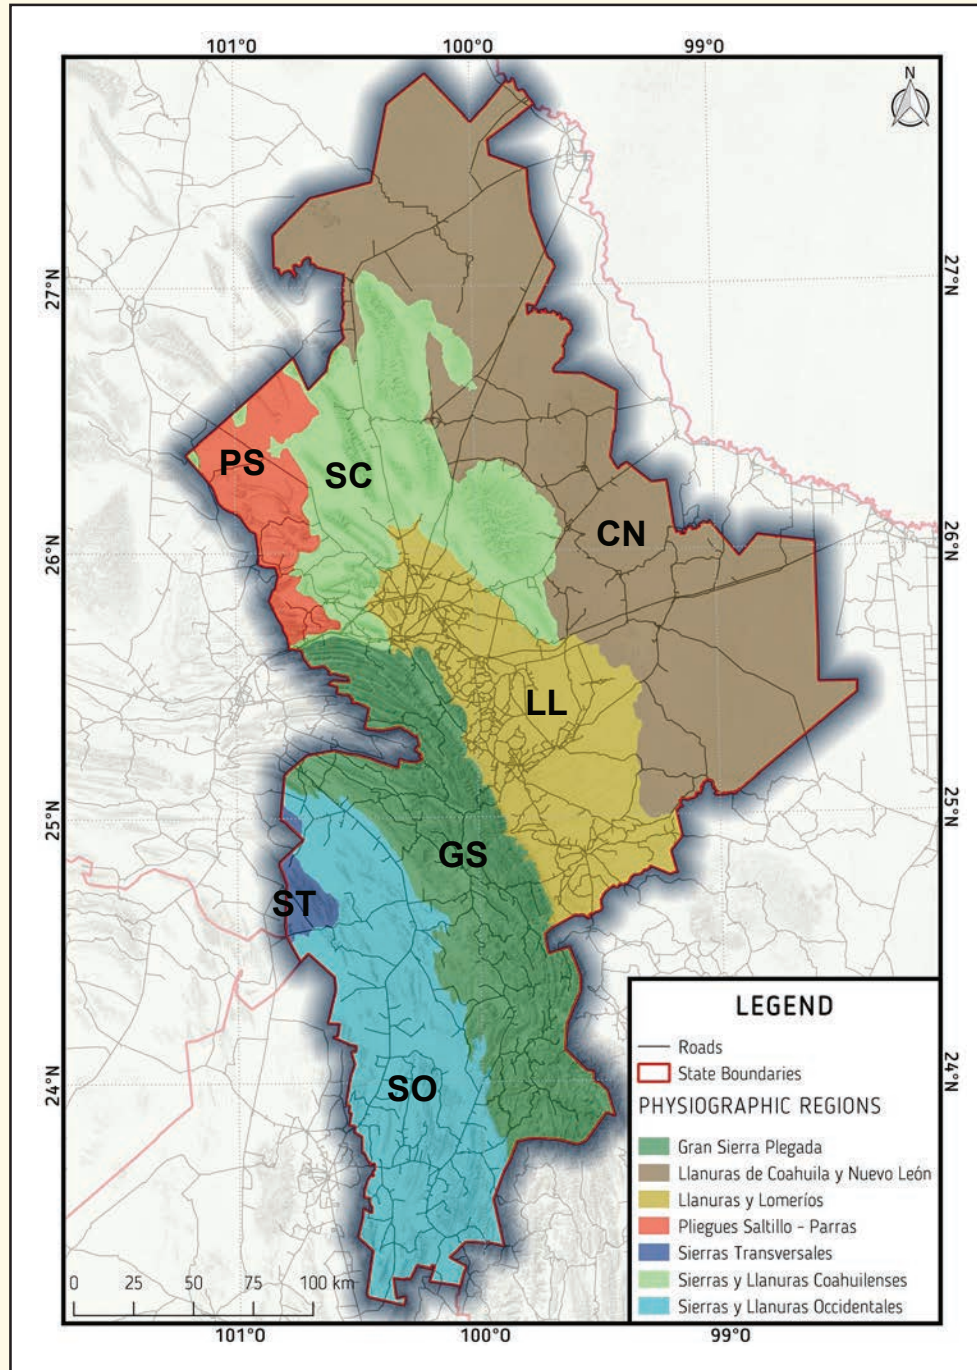 101°0 100°0 99°0
N
27°N 27°N
PS SC
CN
26°N 26°N
LL
25°N 25°N
GS
ST
LEGEND
Roads
State Boundaries
24°N 24°N
SO
PHYSIOGRAPHIC REGIONS
Gran Sierra Plegada
Llanuras de Coahuila y Nuevo León
Llanuras y Lomeríos
Pliegues Saltillo - Parras
Sierras Transversales
Sierras y Llanuras Coahuilenses
Sierras y Llanuras Occidentales
0 25 50 75 100 km
101°0 100°0 99°0